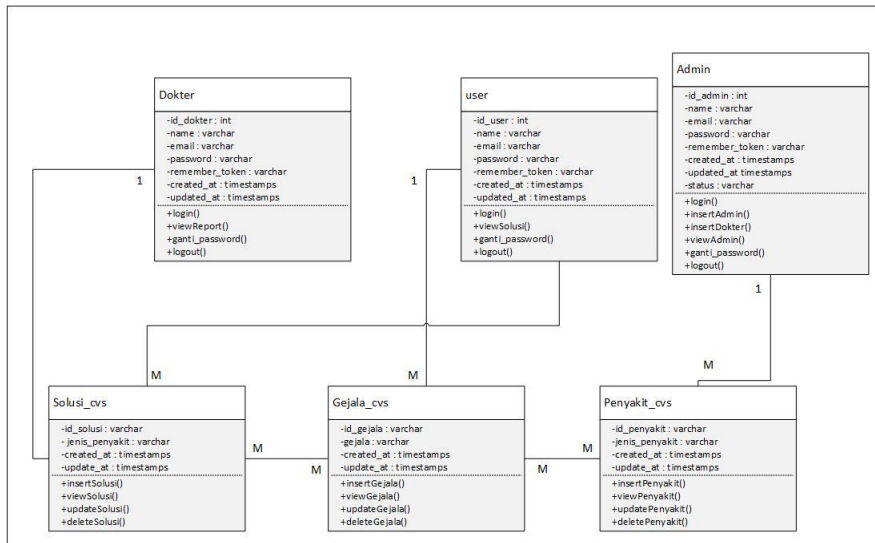 Dokter
-id_dokter : int
-name : varchar
-email : varchar
-password : varchar
-remember_token : varchar
-created_at : timestamps
-updated_at : timestamps
+login()
+viewReport()
+ganti_password()
+logout()
user
-id_user : int
-name : varchar
-email : varchar
-password : varchar
-remember_token : varchar
-created_at : timestamps
-updated_at : timestamps
+login()
+viewSolusi()
+ganti_password()
+logout()
Admin
-id_admin : int
-name : varchar
-email : varchar
-password : varchar
-remember_token : varchar
-created_at : timestamps
-updated_at : timestamps
-status : varchar
+login()
+insertAdmin()
+insertDokter()
+viewAdmin()
+ganti_password()
+logout()
1
1
1
M
M
M
Solusi_cvs
-id_solusi : varchar
- jenis_penyakit : varchar
-created_at : timestamps
-update_at : timestamps
+insertSolusi()
+viewSolusi()
+updateSolusi()
+deleteSolusi()
M
M
Gejala_cvs
-id_gejala : varchar
-gejala : varchar
-created_at : timestamps
-update_at : timestamps
+insertGejala()
+viewGejala()
+updateGejala()
+deleteGejala()
M
M
Penyakit_cvs
-id_penyakit : varchar
-jenis_penyakit : varchar
-created_at : timestamps
-update_at : timestamps
+insertPenyakit()
+viewPenyakit()
+updatePenyakit()
+deletePenyakit()